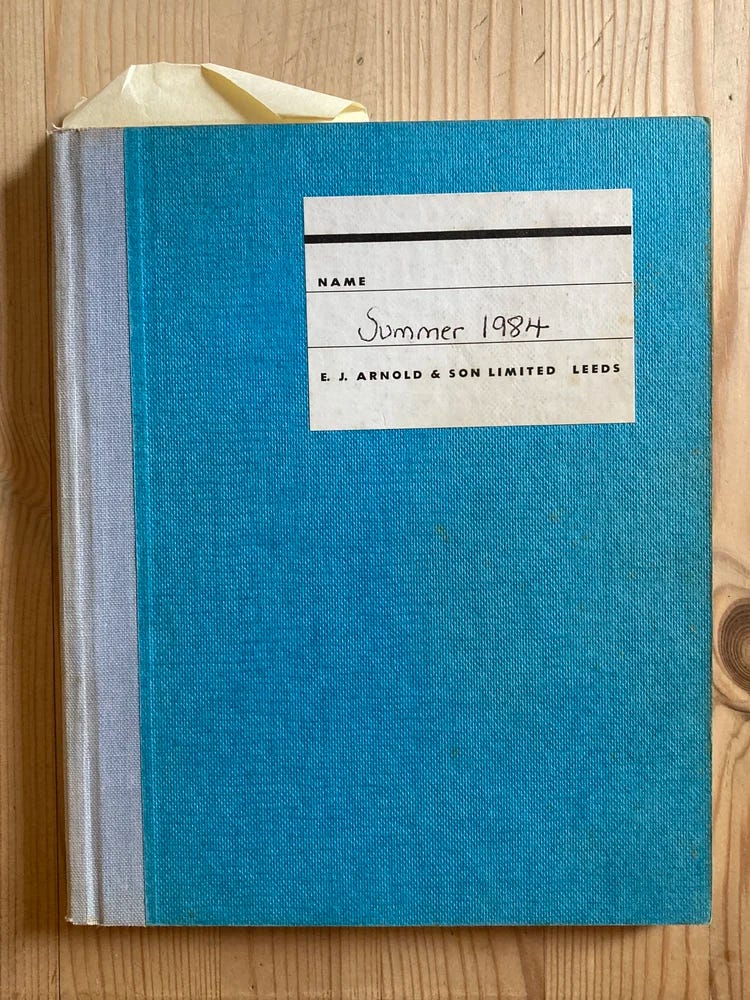 NAME
Summer 1984
E. J. ARNOLD & SON LIMITED LEEDS